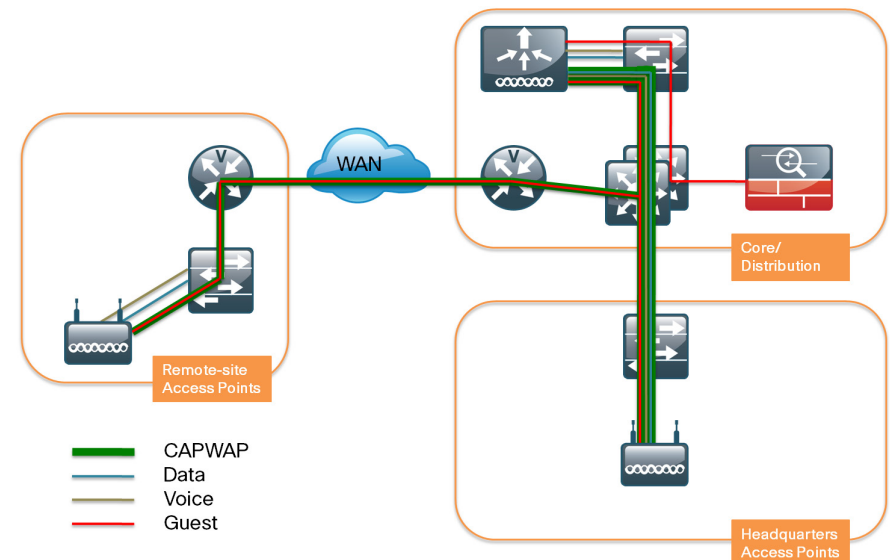 V
WAN
V
Core/
Distribution
Remote-site
Access Points
CAPWAP
Data
Voice
Guest
Headquarters
Access Points